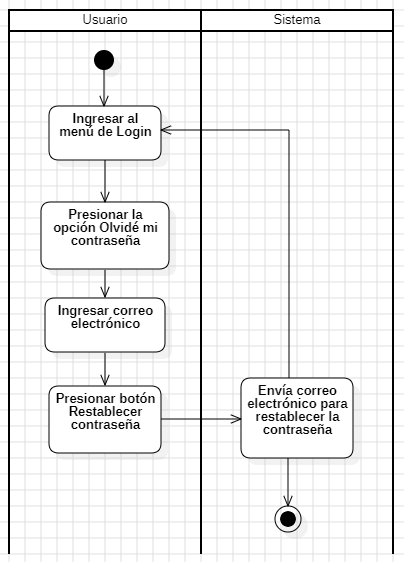 Usuario
Sistema
Ingresar al
menú de Login
Presionar la
opción Olvidé mi
contraseña
Ingresar correo
electrónico
Presionar botón
Restablecer
contraseña
Envía correo
electrónico para
restablecer la
contraseña